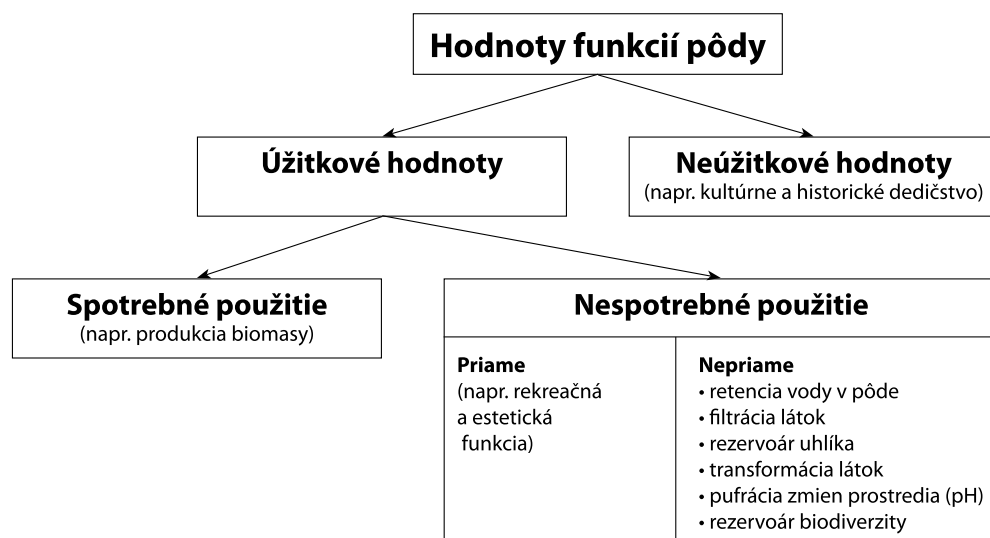 Hodnoty funkcií pôdy
Úžitkové hodnoty
Neúžitkové hodnoty
(napr. kultúrne a historické dedičstvo)
Spotrebné použitie
(napr. produkcia biomasy)
Nespotrebné použitie
Priame
(napr. rekreačná
a estetická
funkcia)
Nepriame
• retencia vody v pôde
• filtrácia látok
• rezervoár uhlíka
• transformácia látok
• pufrácia zmien prostredia (pH)
• rezervoár biodiverzity